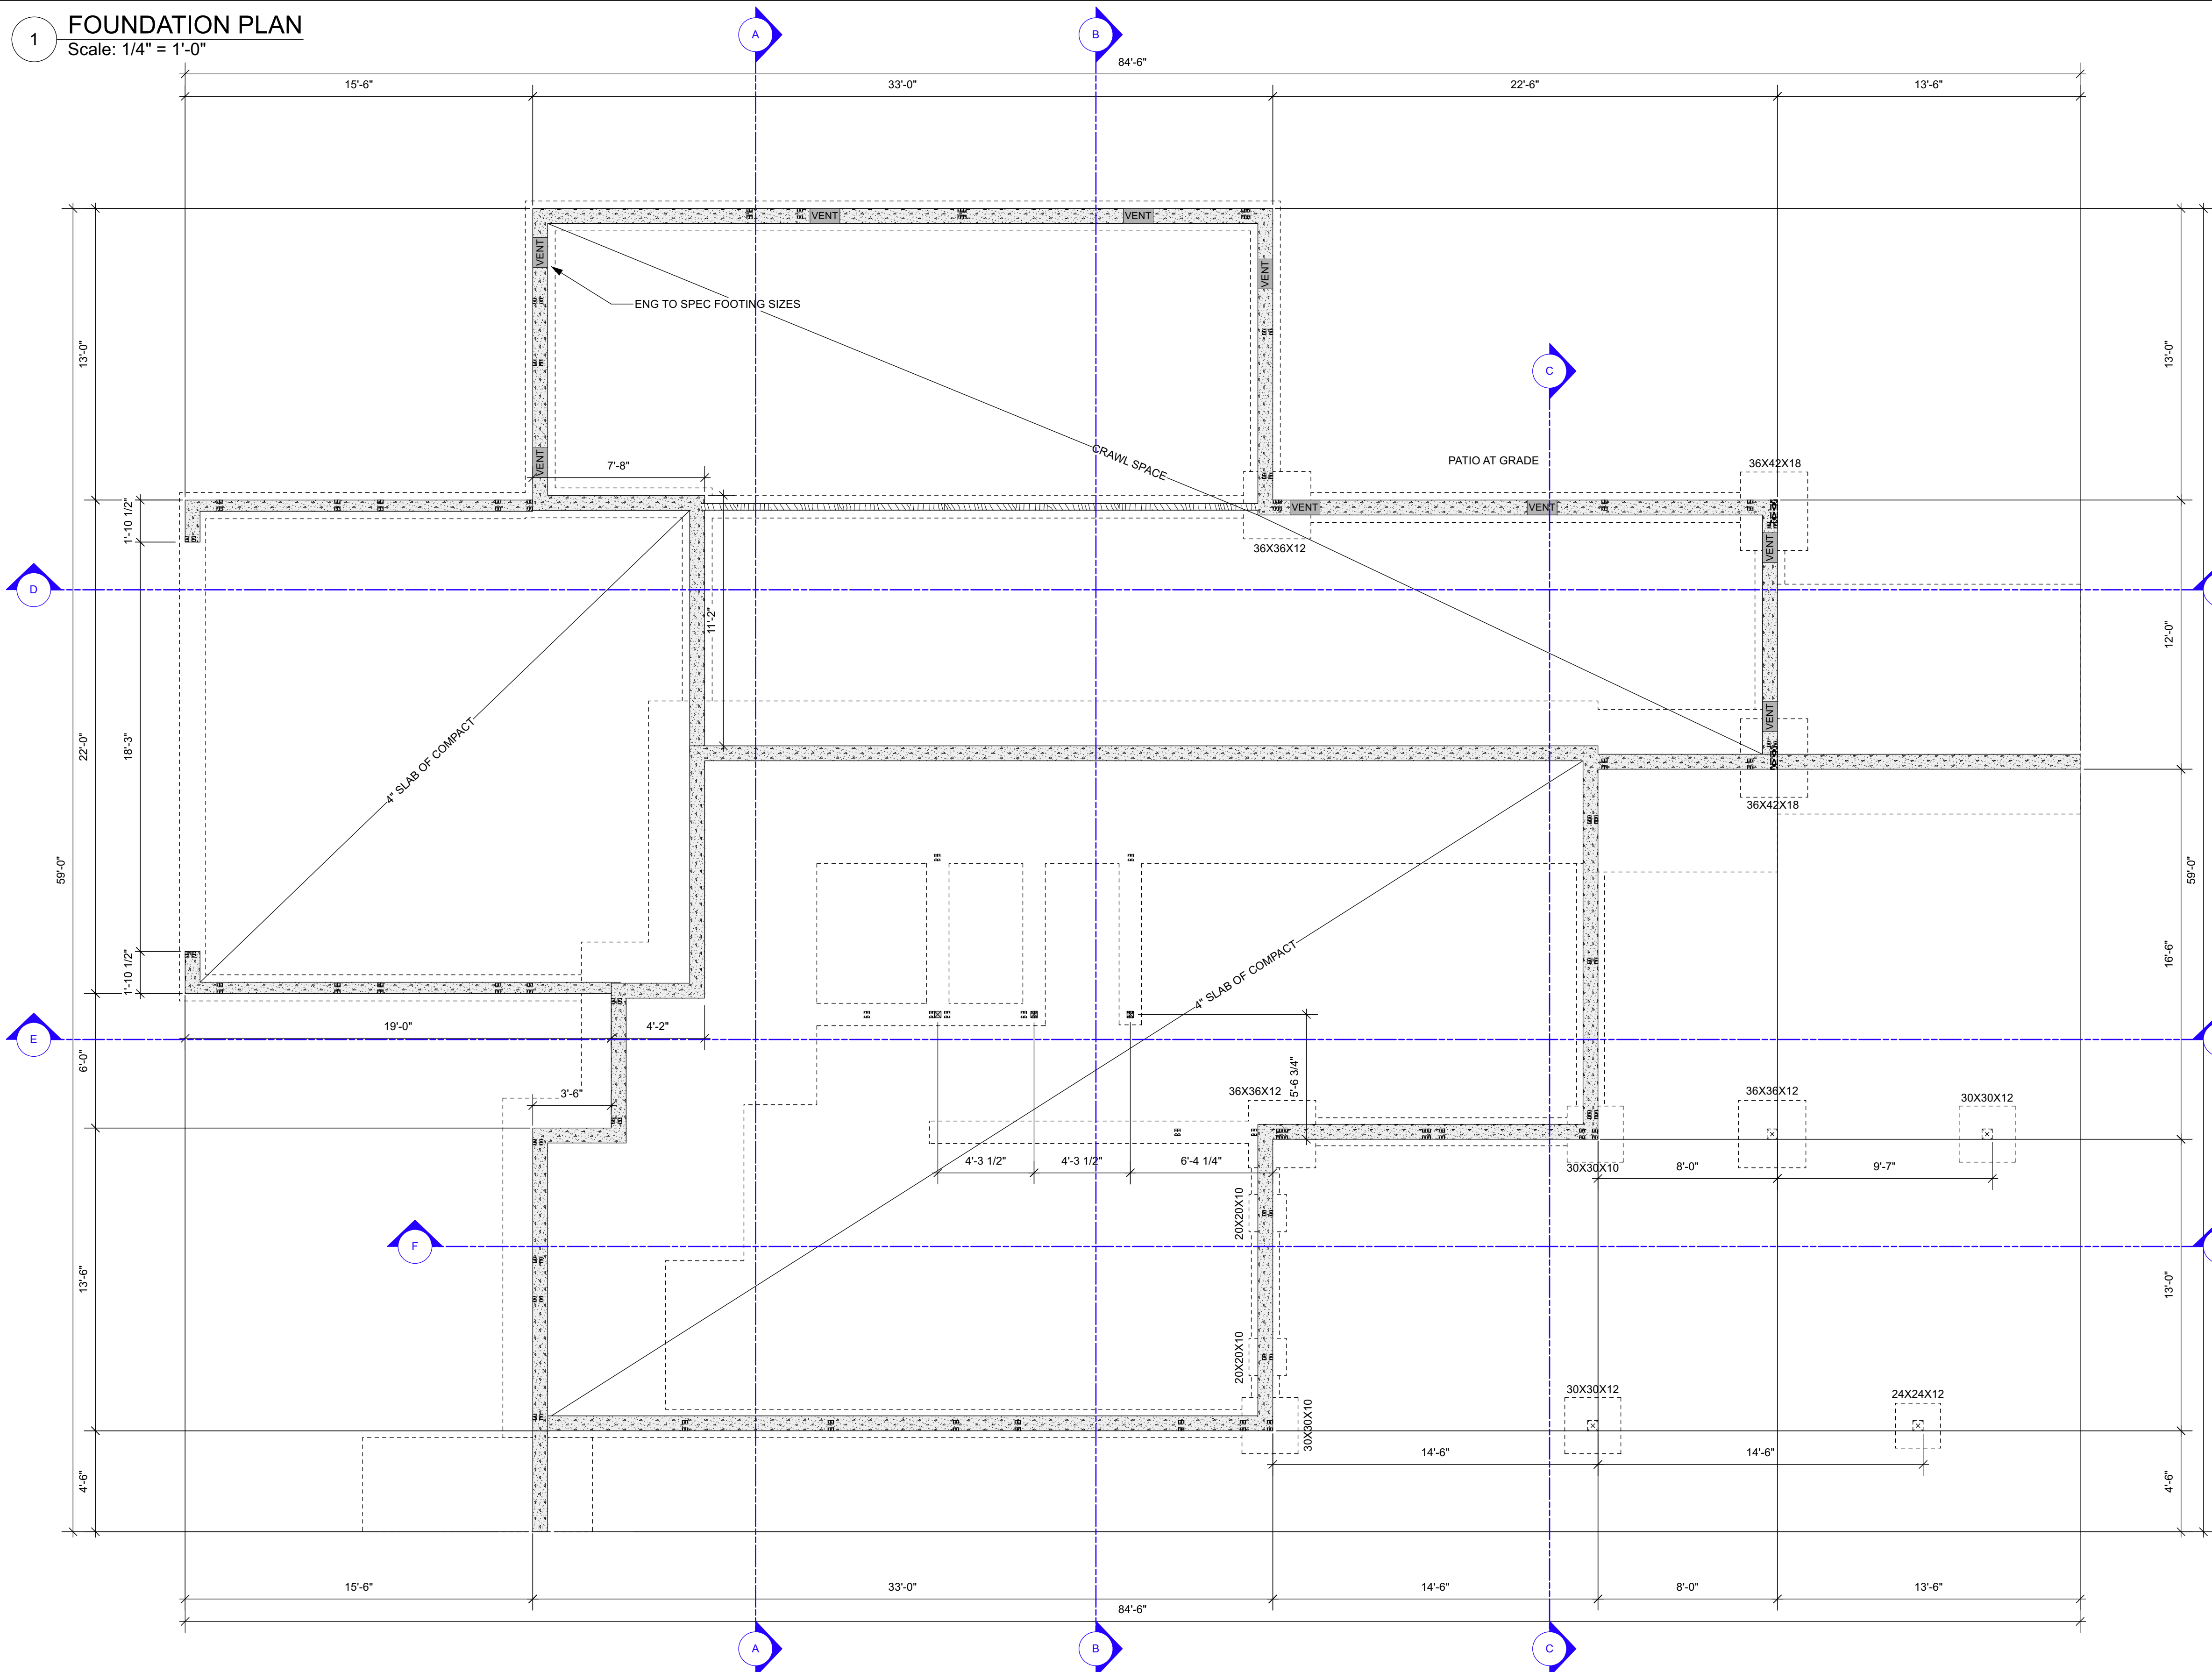 1
FOUNDATION PLAN
Scale: 1/4" = 1'-0"
A
B
84'-6"
15'-6"
33'-0"
22'-6"
13'-6"
VENT
VENT
VENT
VENT
ENG TO SPEC FOOTING SIZES
13'-0"
13'-0"
C
CRAWL SPACE
PATIO AT GRADE
VENT
7'-8"
36X42X18
1'-10 1/2"
VENT
VENT
36X36X12
VENT
D
11'-2"
12'-0"
VENT
4" SLAB OF COMPACT
22'-0"
18'-3"
36X42X18
59'-0"
59'-0"
4" SLAB OF COMPACT
16'-6"
1'-10 1/2"
19'-0"
4'-2"
E
6'-0"
3'-6"
5'-6 3/4"
36X36X12
36X36X12
30X30X12
4'-3 1/2"
4'-3 1/2"
6'-4 1/4"
30X30X10
8'-0"
9'-7"
20X20X10
F
13'-6"
13'-0"
20X20X10
30X30X12
24X24X12
30X30X10
14'-6"
14'-6"
4'-6"
4'-6"
15'-6"
33'-0"
14'-6"
8'-0"
13'-6"
84'-6"
A
B
C